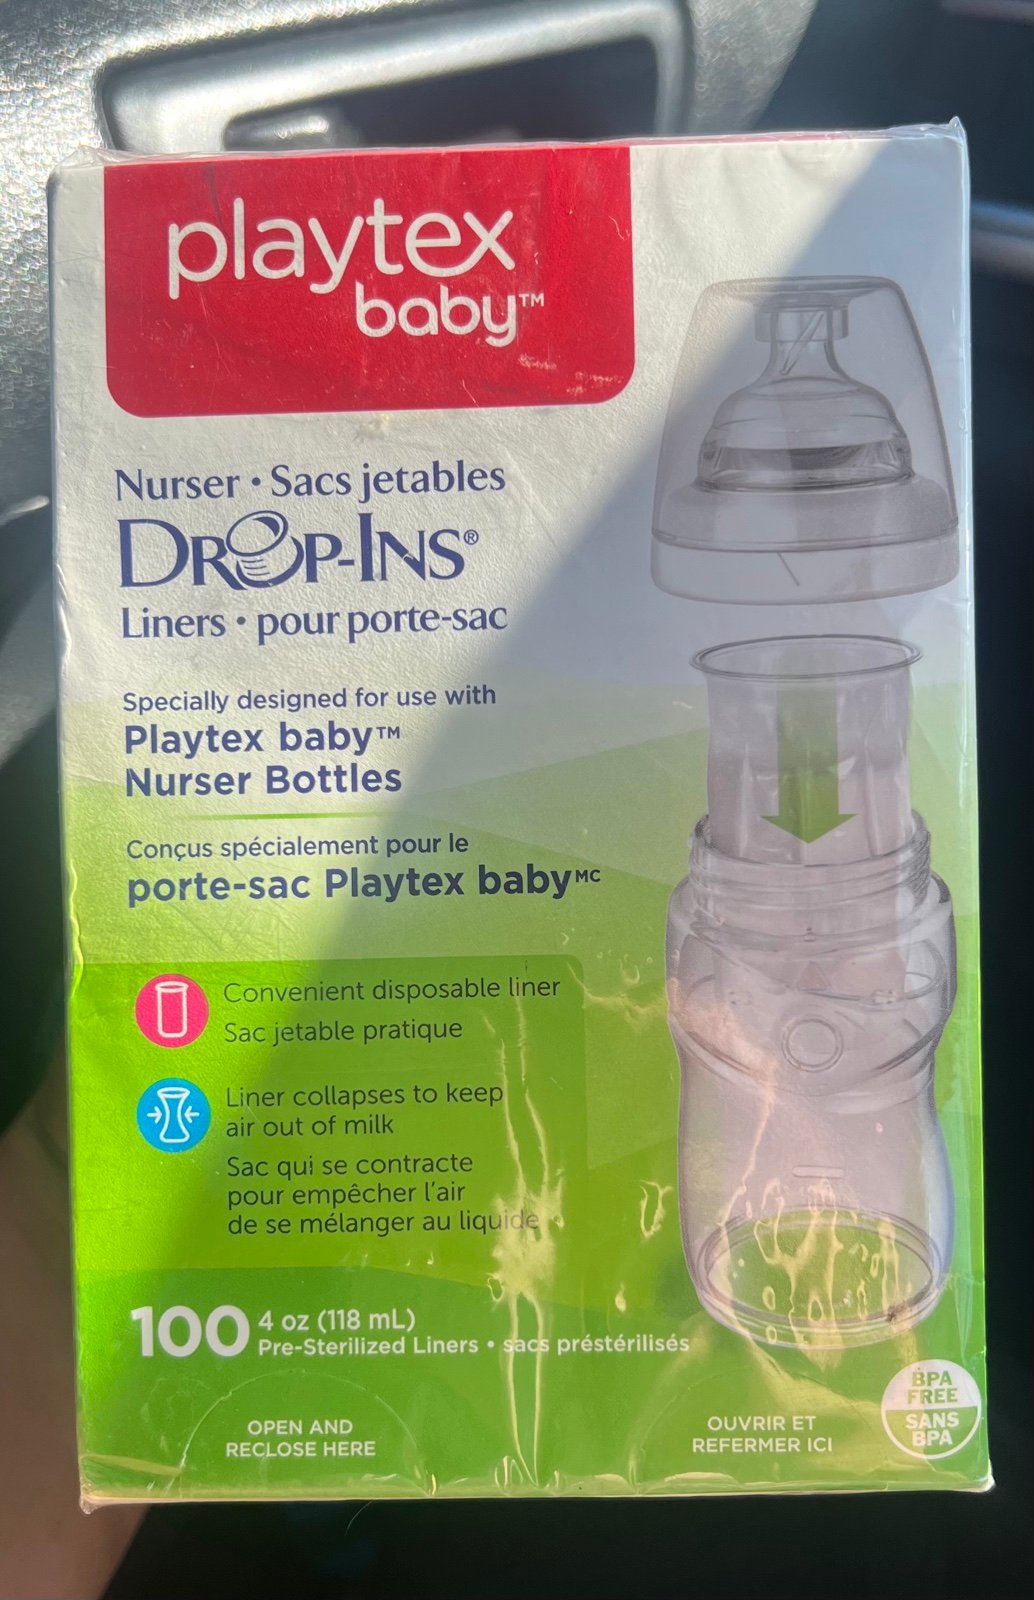 playtex
baby™
Nurser • Sacs jetables
DROP-INS®
Liners • pour porte-sac
Specially designed for use with
Playtex baby™
Nurser Bottles
Conçus spécialement pour le
porte-sac Playtex baby MC
Convenient disposable liner
Sac jetable pratique
Liner collapses to keep
air out of milk
Sac qui se contracte
pour empêcher l'air
de se mélanger au liquide
100 4 oz (118 mL)
Pre-Sterilized Liners • sacs préstérilisés
OPEN AND
RECLOSE HERE
OUVRIR ET
REFERMER ICI
BPA
FREE
SANS
BPA